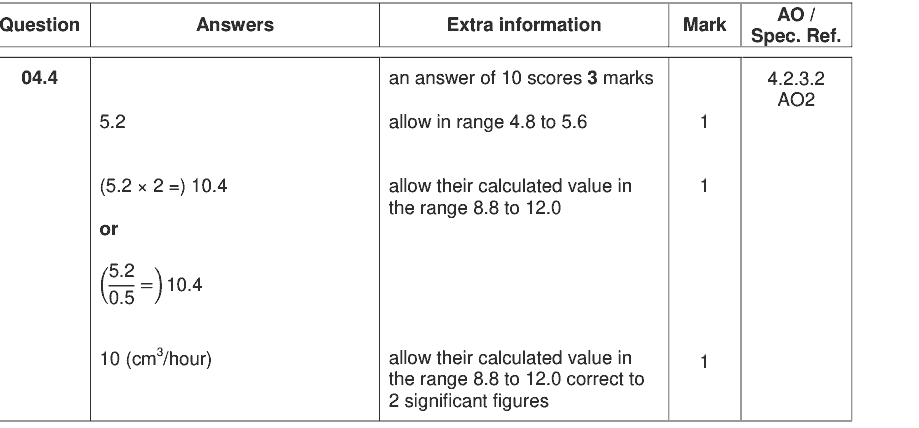 Question Answers Extra information Mark AO /
Spec. Ref.
04.4 an answer of 10 scores 3 marks 4.2.3.2
AO2
5.2 allow in range 4.8 to 5.6 1
(5.2 × 2 =) 10.4 allow their calculated value in 1
the range 8.8 to 12.0
or
(5.2/0.5 =) 10.4
10 (cm³/hour) allow their calculated value in 1
the range 8.8 to 12.0 correct to
2 significant figures